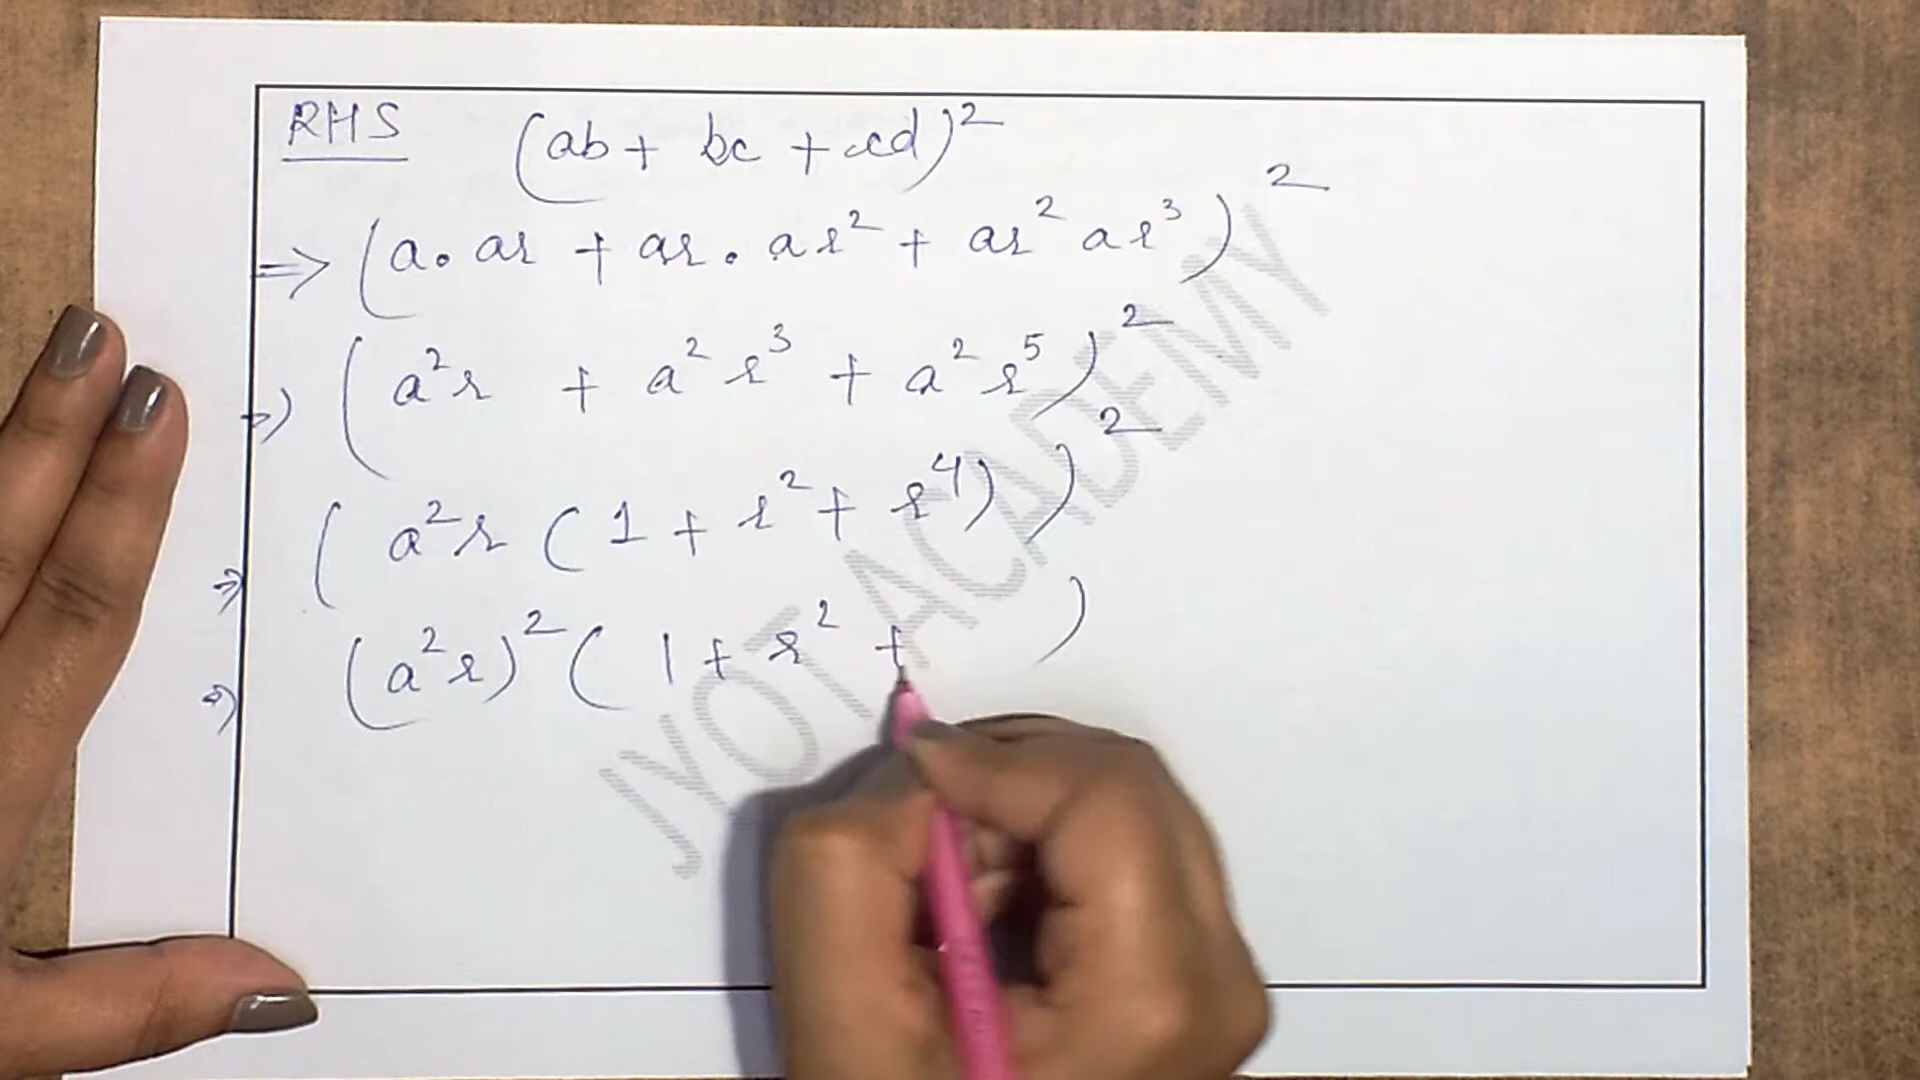 RHS (ab + bc + cd)²
=> (a . ar + ar . ar² + ar² ar³)²
=> (a²r + a²r³ + a²r⁵)²
=> (a²r (1 + r² + r⁴))²
=> (a²r)² (1 + r² + )
JYOT ACADEMY